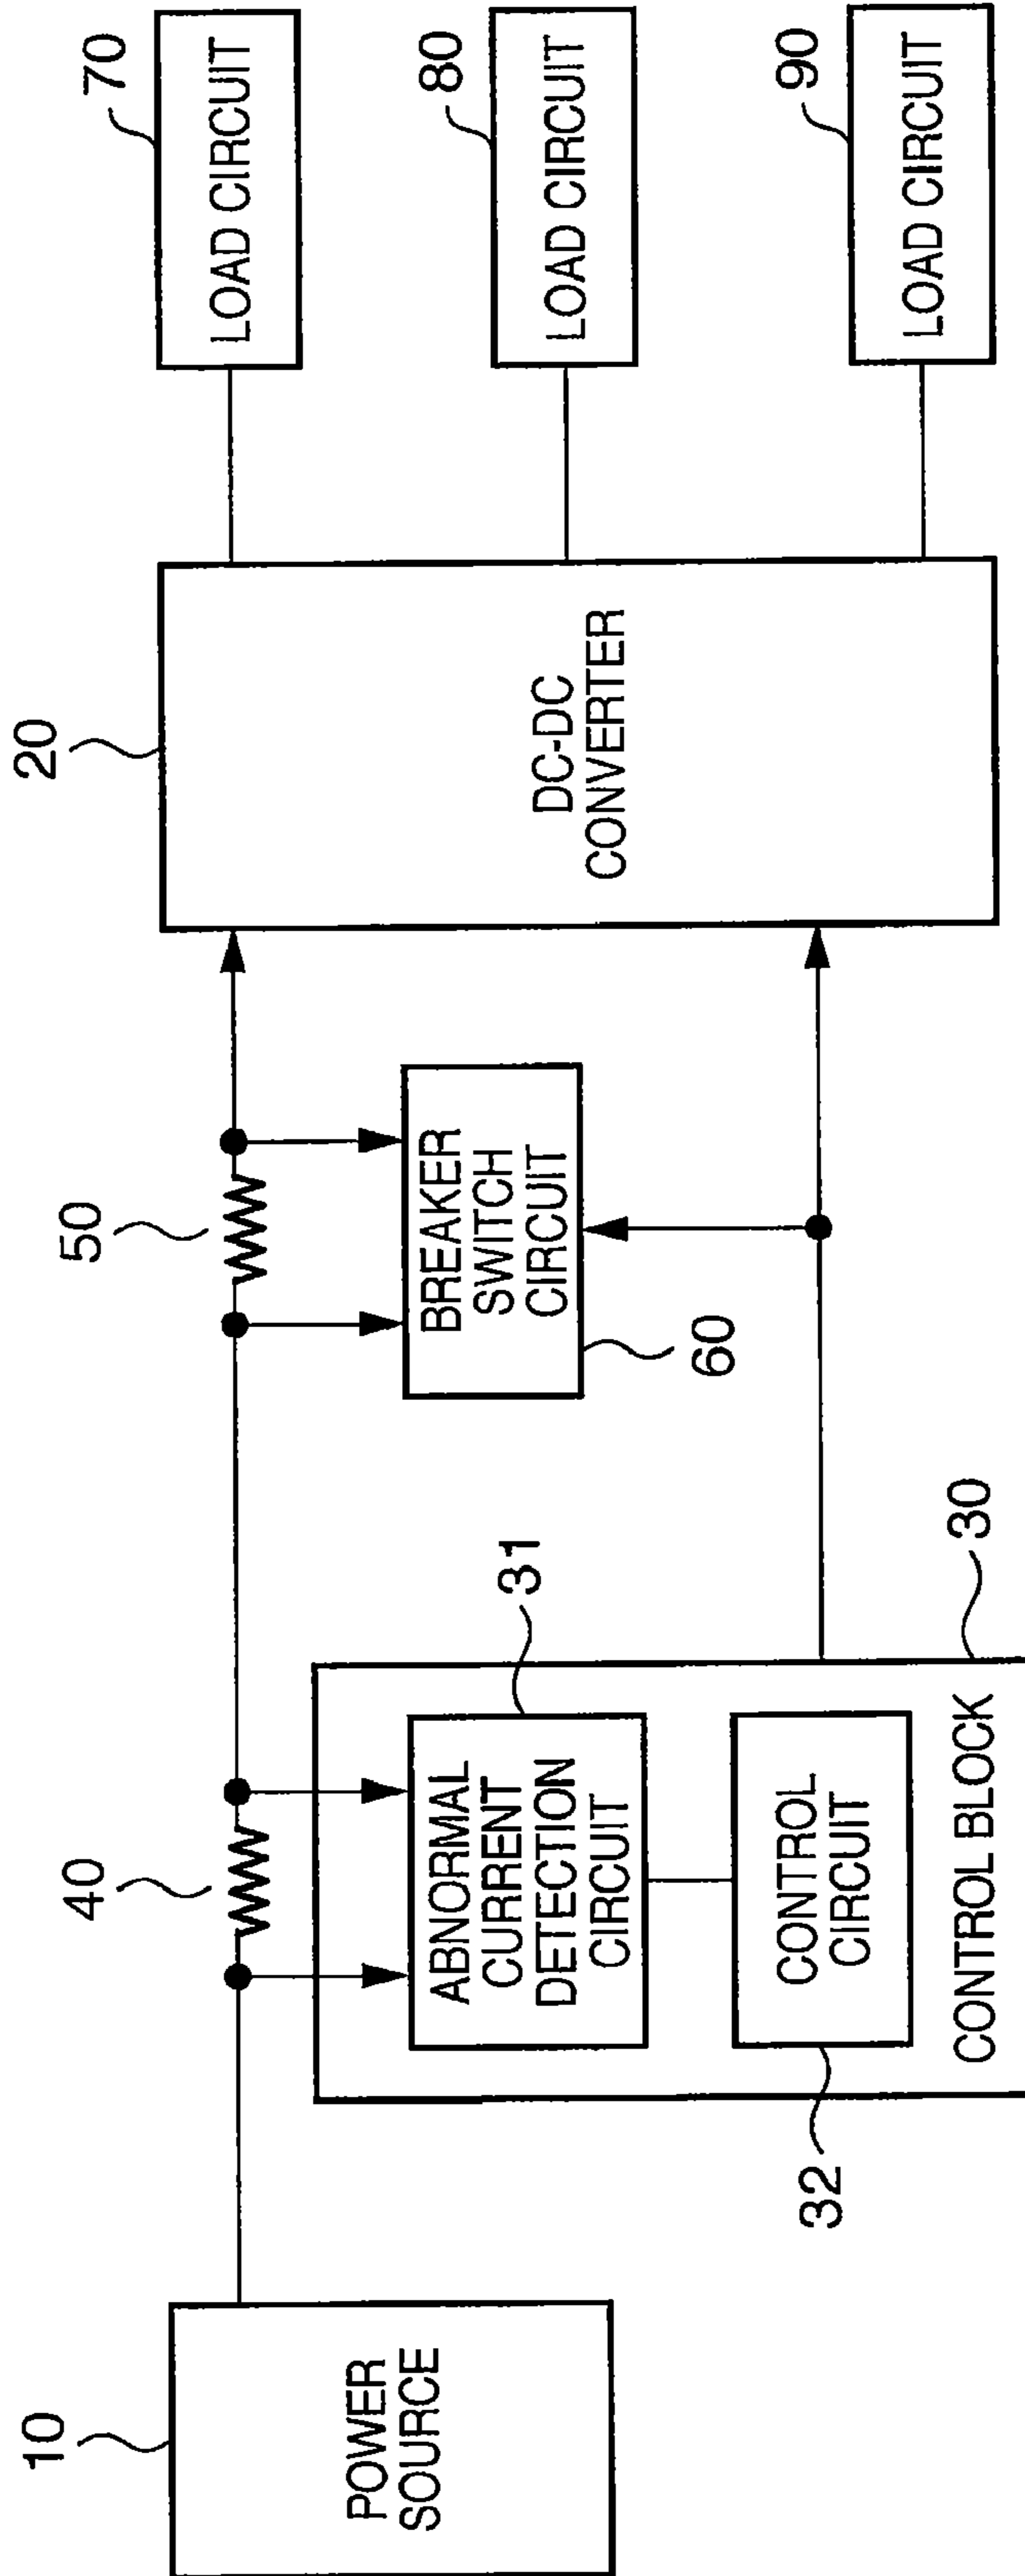 10
POWER
SOURCE
40
50
20
70
LOAD CIRCUIT
80
LOAD CIRCUIT
90
LOAD CIRCUIT
DC-DC
CONVERTER
BREAKER
SWITCH
CIRCUIT
60
ABNORMAL
CURRENT
DETECTION
CIRCUIT
31
CONTROL
CIRCUIT
32
CONTROL BLOCK
30